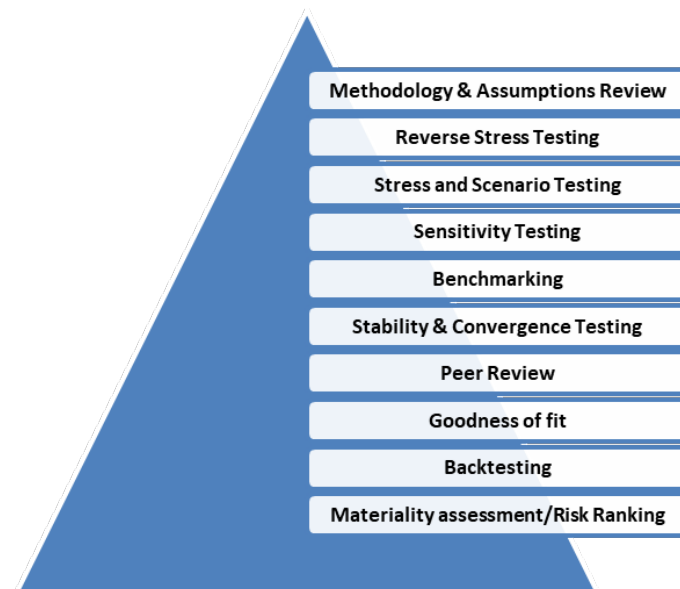 Methodology & Assumptions Review
Reverse Stress Testing
Stress and Scenario Testing
Sensitivity Testing
Benchmarking
Stability & Convergence Testing
Peer Review
Goodness of fit
Backtesting
Materiality assessment/Risk Ranking